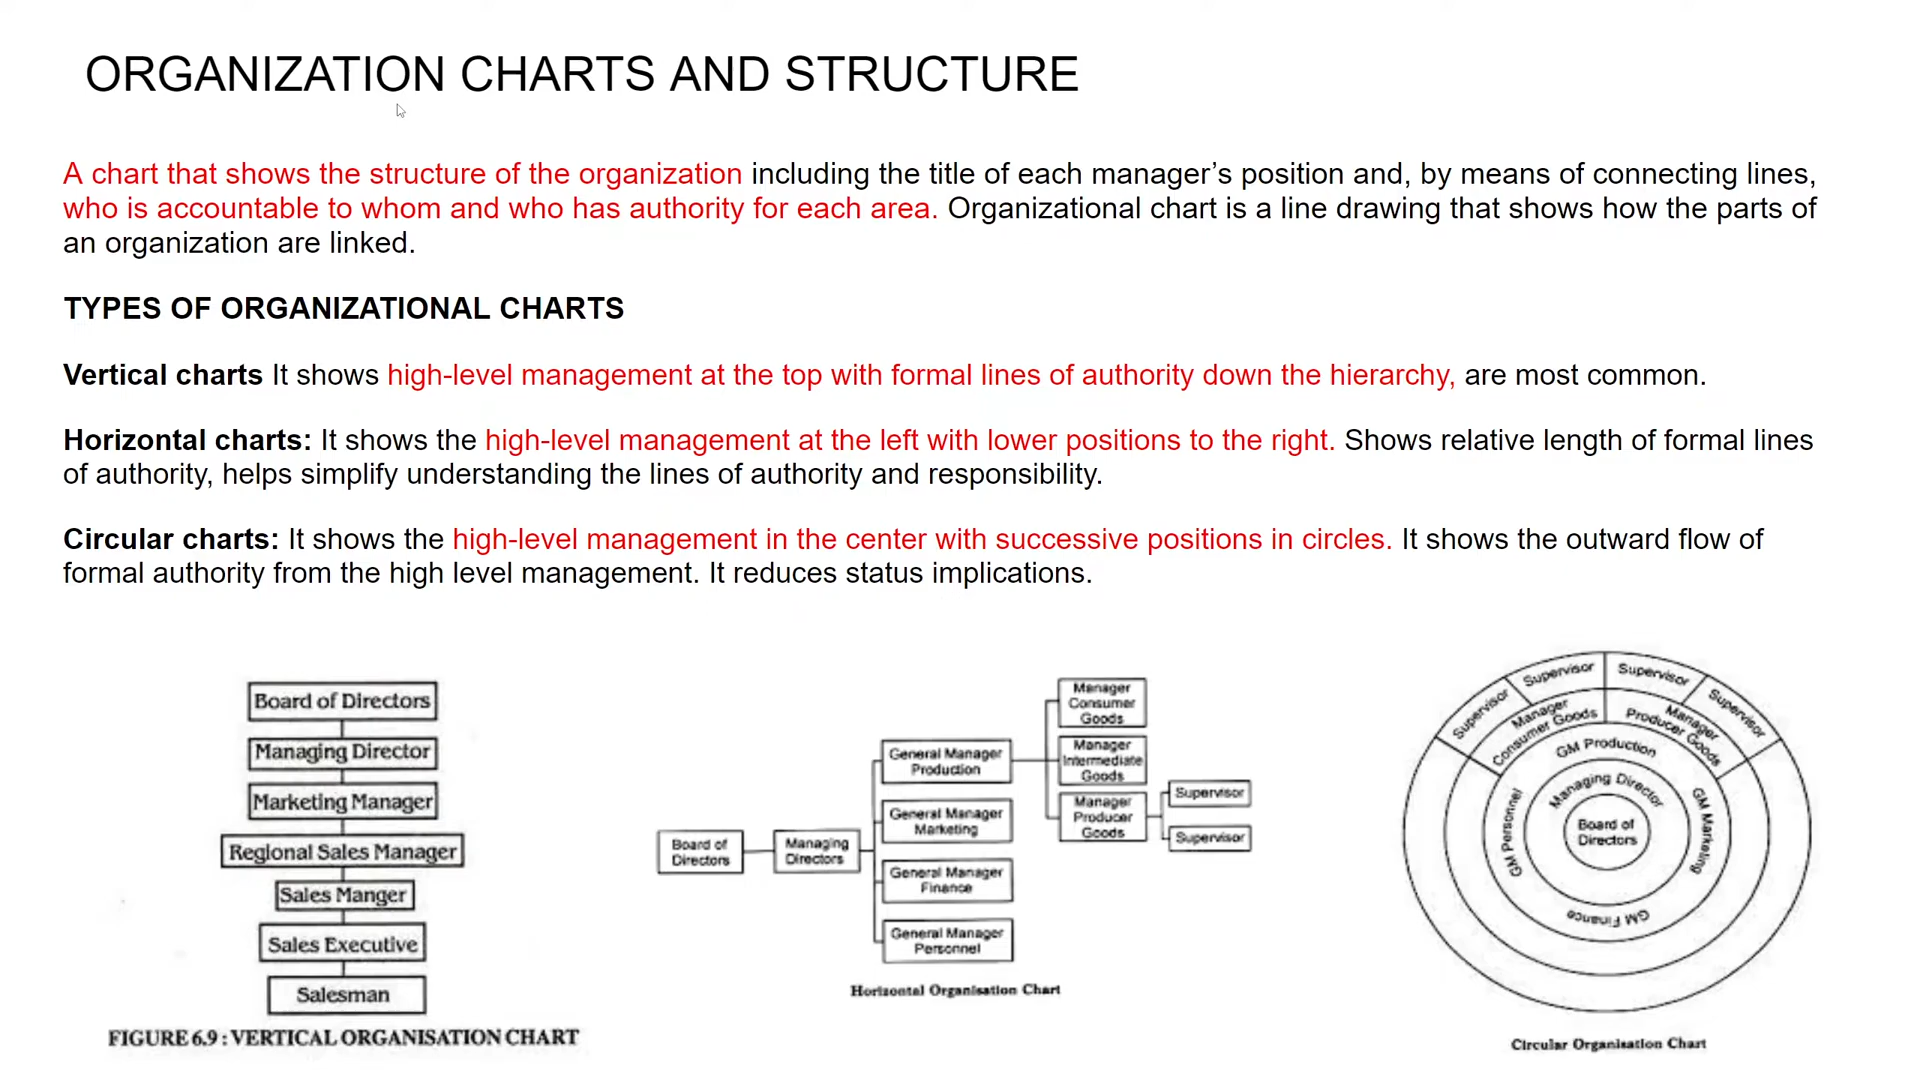 ORGANIZATION CHARTS AND STRUCTURE
A chart that shows the structure of the organization including the title of each manager’s position and, by means of connecting lines,
who is accountable to whom and who has authority for each area. Organizational chart is a line drawing that shows how the parts of
an organization are linked.
TYPES OF ORGANIZATIONAL CHARTS
Vertical charts It shows high-level management at the top with formal lines of authority down the hierarchy, are most common.
Horizontal charts: It shows the high-level management at the left with lower positions to the right. Shows relative length of formal lines
of authority, helps simplify understanding the lines of authority and responsibility.
Circular charts: It shows the high-level management in the center with successive positions in circles. It shows the outward flow of
formal authority from the high level management. It reduces status implications.
Board of Directors
Managing Director
Marketing Manager
Regional Sales Manager
Sales Manger
Sales Executive
Salesman
FIGURE 6.9 : VERTICAL ORGANISATION CHART
Board of
Directors
Managing
Directors
General Manager
Production
General Manager
Marketing
General Manager
Finance
General Manager
Personnel
Manager
Consumer
Goods
Manager
Intermediate
Goods
Manager
Producer
Goods
Supervisor
Supervisor
Horizontal Organisation Chart
Supervisor
Supervisor
Supervisor
Supervisor
Manager
Consumer Goods
Manager
Producer Goods
GM Production
GM Personnel
Managing Director
GM Marketing
Board of
Directors
GM Finance
Circular Organisation Chart